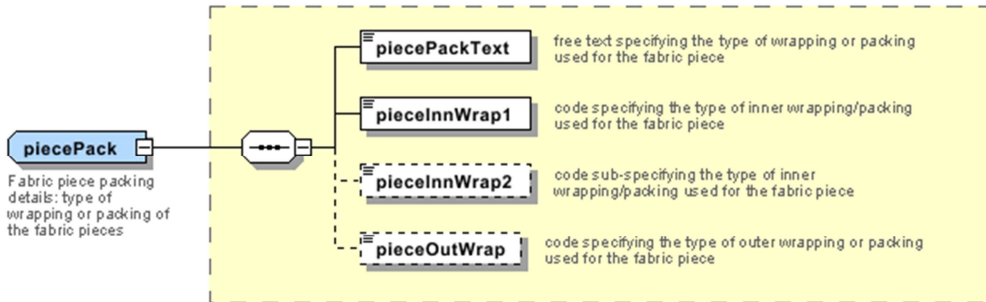 piecePackText
free text specifying the type of wrapping or packing
used for the fabric piece
pieceInnWrap1
code specifying the type of inner wrapping/packing
used for the fabric piece
piecePack
Fabric piece packing
details: type of
wrapping or packing of
the fabric pieces
pieceInnWrap2
code sub-specifying the type of inner
wrapping/packing used for the fabric piece
pieceOutWrap
code specifying the type of outer wrapping or packing
used for the fabric piece